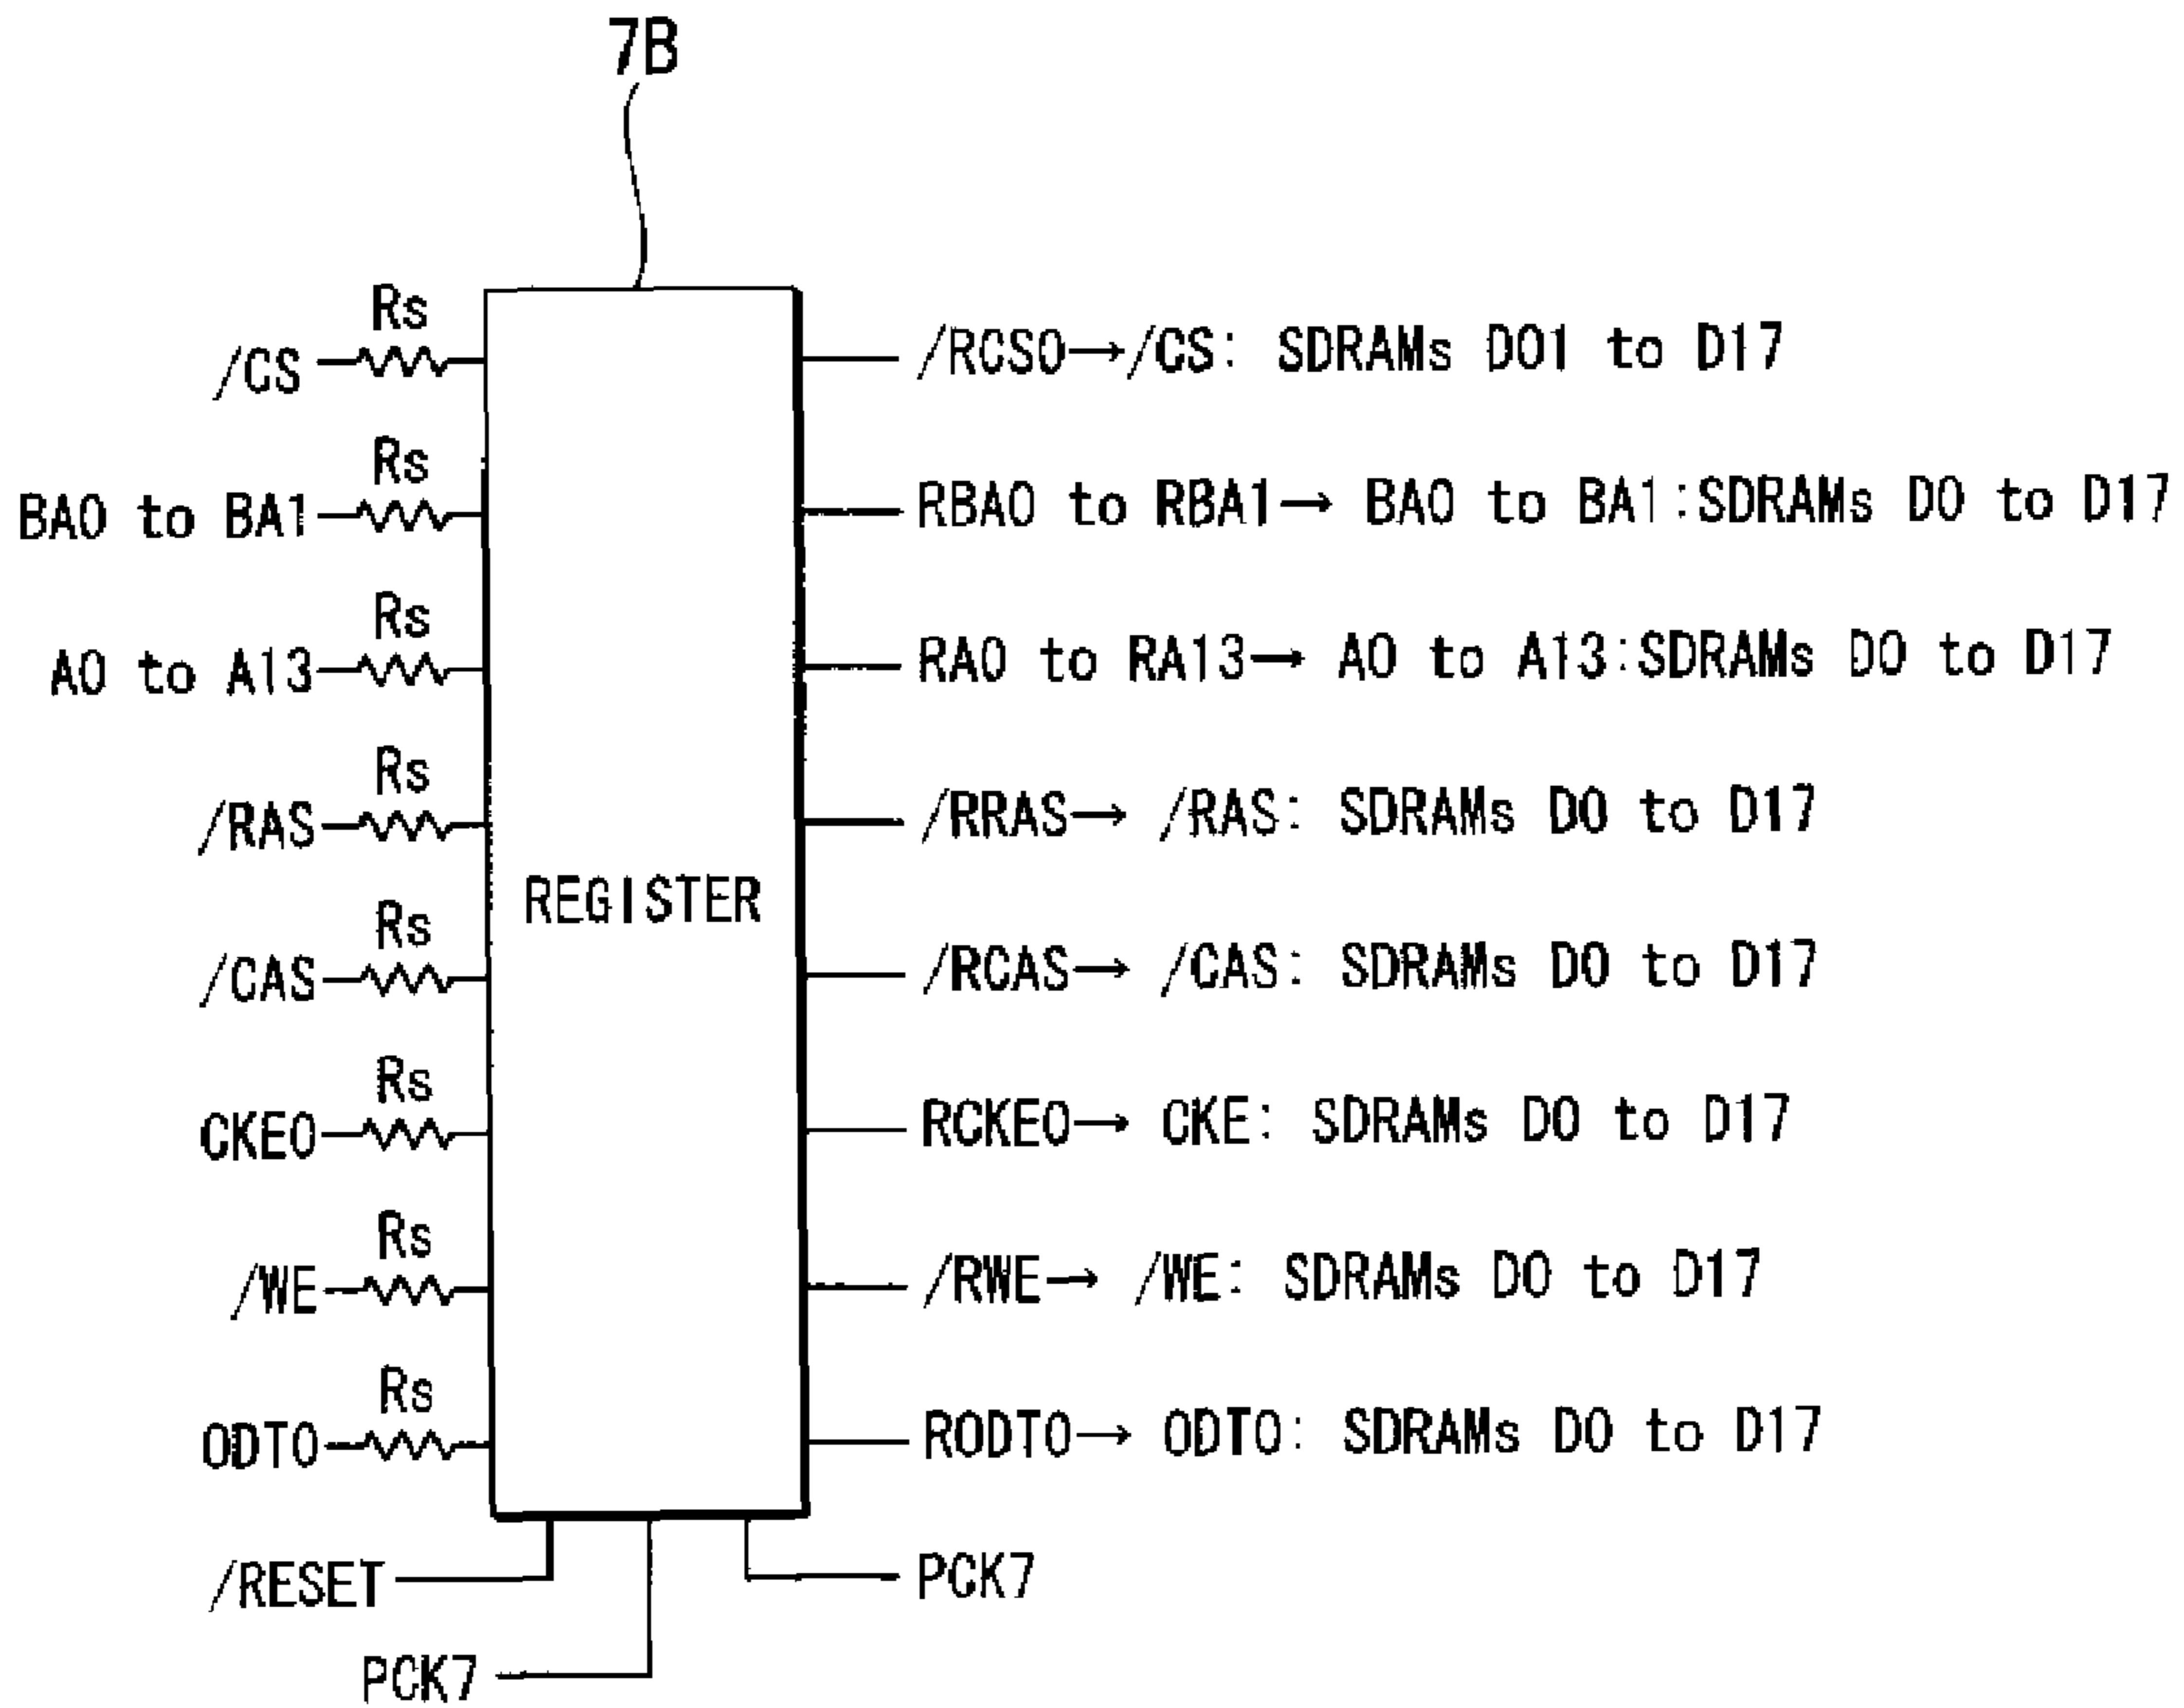 7B
Rs
/CS
/RCS0→/CS: SDRAMs D01 to D17
Rs
BA0 to BA1
RBA0 to RBA1→ BA0 to BA1:SDRAMs D0 to D17
Rs
A0 to A13
RA0 to RA13→ A0 to A13:SDRAMs D0 to D17
Rs
/RAS
/RRAS→ /RAS: SDRAMs D0 to D17
REGISTER
Rs
/CAS
/RCAS→ /CAS: SDRAMs D0 to D17
Rs
CKE0
RCKE0→ CKE: SDRAMs D0 to D17
Rs
/WE
/RWE→ /WE: SDRAMs D0 to D17
Rs
ODT0
RODT0→ ODT0: SDRAMs D0 to D17
/RESET
PCK7
PCK7